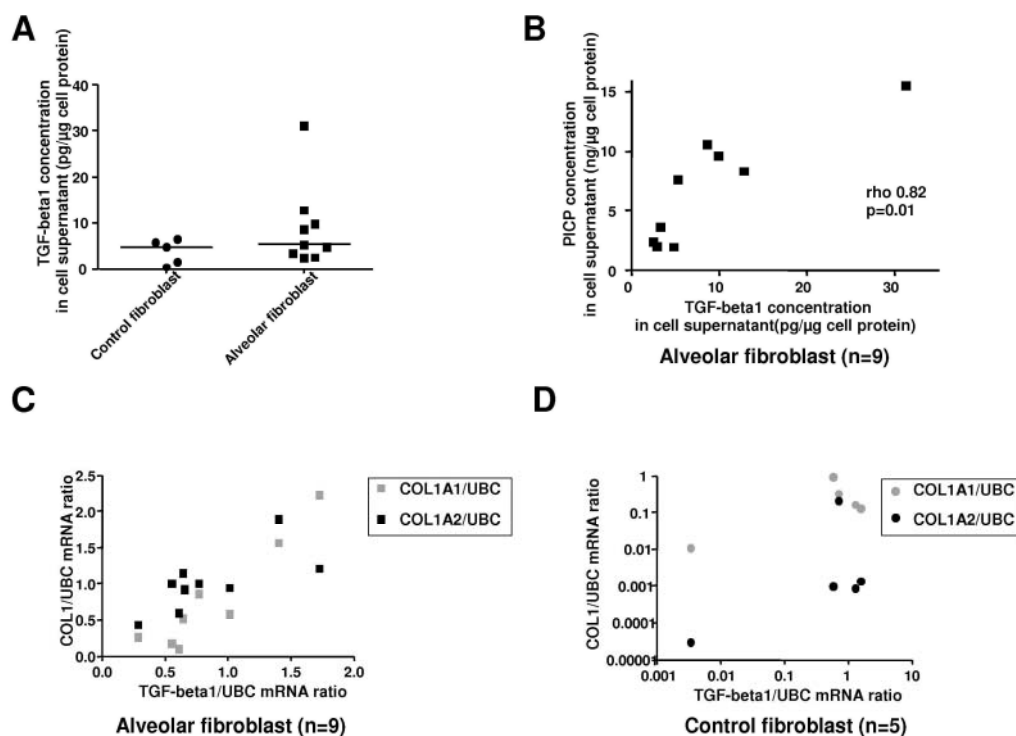 A
TGF-beta1 concentration
in cell supernatant (pg/µg cell protein)
40
30
20
10
0
Control fibroblast
Alveolar fibroblast
B
PICP concentration
in cell supernatant (ng/µg cell protein)
15
10
5
0
0
10
20
30
rho 0.82
p=0.01
TGF-beta1 concentration
in cell supernatant(pg/µg cell protein)
Alveolar fibroblast (n=9)
C
COL1/UBC mRNA ratio
2.5
2.0
1.5
1.0
0.5
0.0
0.0
0.5
1.0
1.5
2.0
COL1A1/UBC
COL1A2/UBC
TGF-beta1/UBC mRNA ratio
Alveolar fibroblast (n=9)
D
COL1/UBC mRNA ratio
1
0.1
0.01
0.001
0.0001
0.00001
0.001
0.01
0.1
1
10
COL1A1/UBC
COL1A2/UBC
TGF-beta1/UBC mRNA ratio
Control fibroblast (n=5)